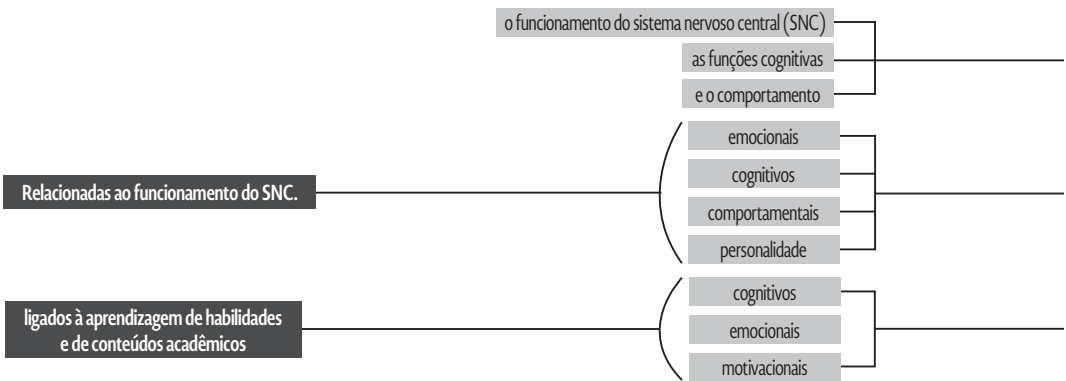 o funcionamento do sistema nervoso central (SNC)
as funções cognitivas
e o comportamento
emocionais
cognitivos
Relacionadas ao funcionamento do SNC.
comportamentais
personalidade
cognitivos
ligados à aprendizagem de habilidades
e de conteúdos acadêmicos
emocionais
motivacionais